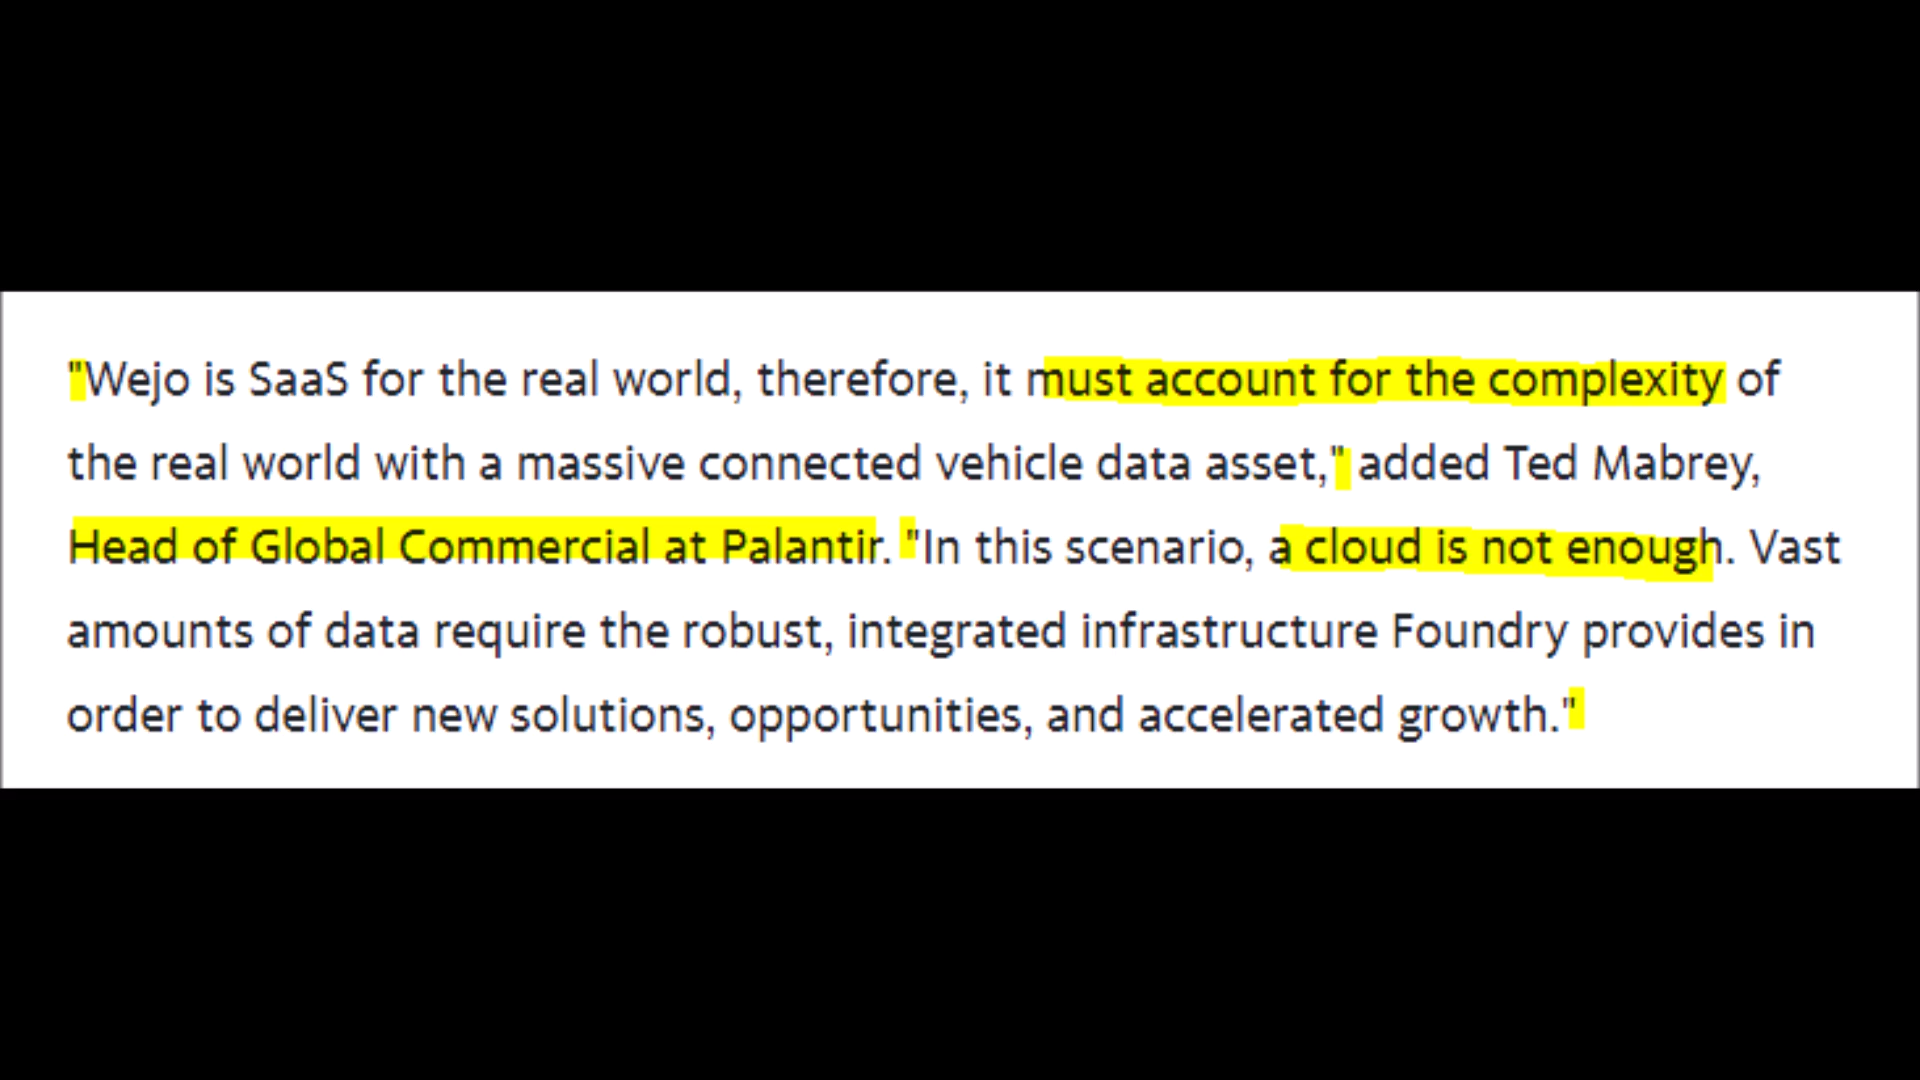 "Wejo is SaaS for the real world, therefore, it must account for the complexity of
the real world with a massive connected vehicle data asset," added Ted Mabrey,
Head of Global Commercial at Palantir. "In this scenario, a cloud is not enough. Vast
amounts of data require the robust, integrated infrastructure Foundry provides in
order to deliver new solutions, opportunities, and accelerated growth."